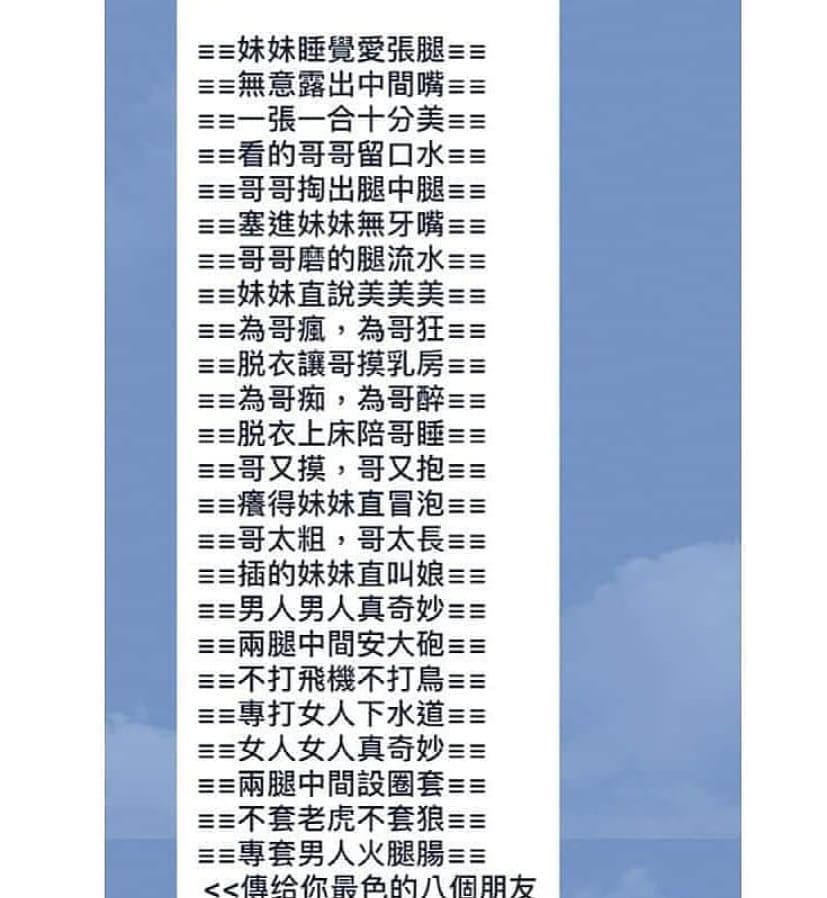 ≡≡妹妹睡覺愛張腿≡≡
≡≡無意露出中間嘴≡≡
≡≡一張一合十分美≡≡
≡≡看的哥哥留口水≡≡
≡≡哥哥掏出腿中腿≡≡
≡≡塞進妹妹無牙嘴≡≡
≡≡哥哥磨的腿流水≡≡
≡≡妹妹直說美美美≡≡
≡≡為哥瘋，為哥狂≡≡
≡≡脱衣讓哥摸乳房≡≡
≡≡為哥痴，為哥醉≡≡
≡≡脱衣上床陪哥睡≡≡
≡≡哥又摸，哥又抱≡≡
≡≡癢得妹妹直冒泡≡≡
≡≡哥太粗，哥太長≡≡
≡≡插的妹妹直叫娘≡≡
≡≡男人男人真奇妙≡≡
≡≡兩腿中間安大砲≡≡
≡≡不打飛機不打鳥≡≡
≡≡專打女人下水道≡≡
≡≡女人女人真奇妙≡≡
≡≡兩腿中間設圈套≡≡
≡≡不套老虎不套狼≡≡
≡≡專套男人火腿腸≡≡
<<傳给你最色的八個朋友